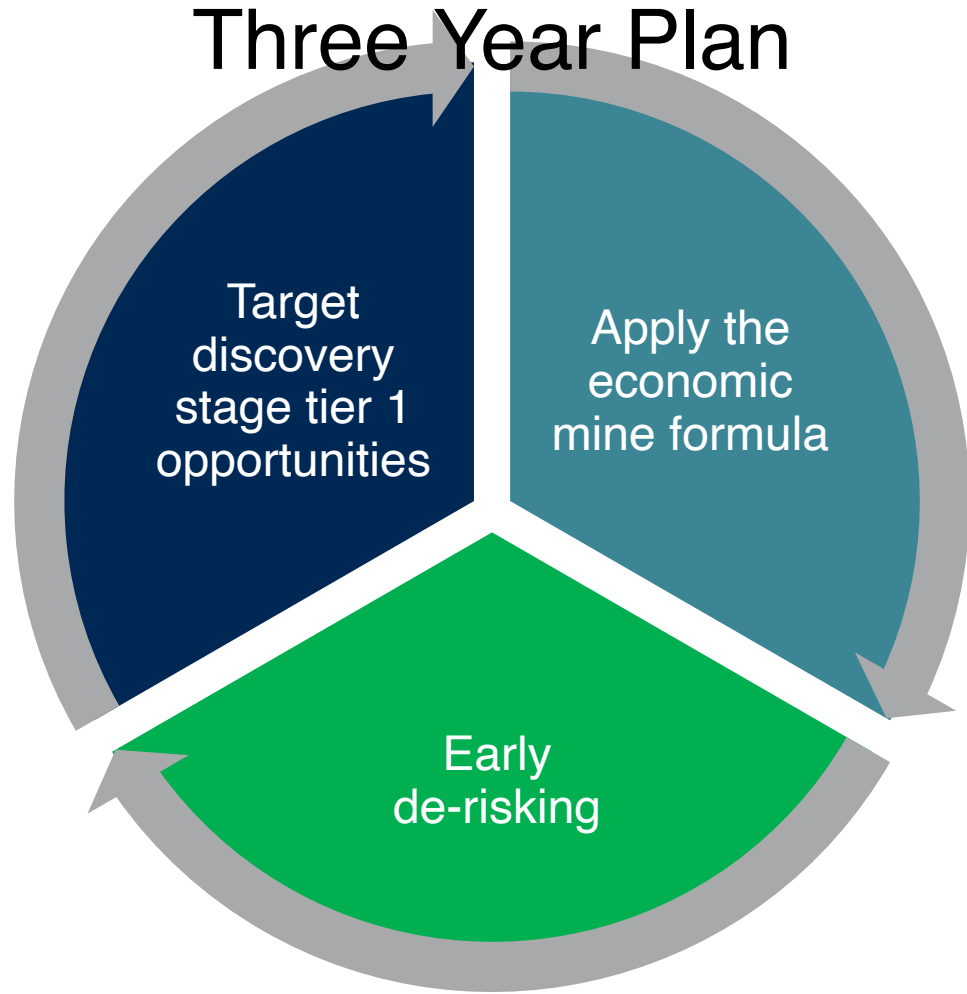 Three Year Plan
Target
discovery
stage tier 1
opportunities
Apply the
economic
mine formula
Early
de-risking